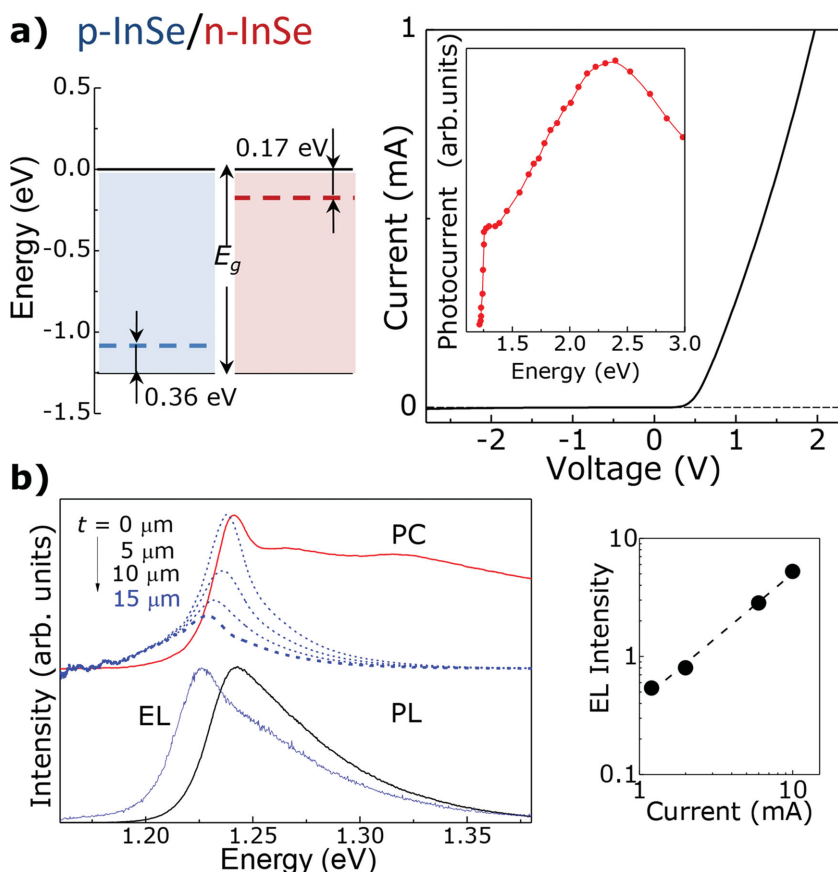 a) p-InSe/n-InSe
Energy (eV)
0.5
0.0
-0.5
-1.0
-1.5
0.17 eV
Eg
0.36 eV
Current (mA)
1
0
-2
-1
0
1
2
Voltage (V)
Photocurrent (arb.units)
1.5
2.0
2.5
3.0
Energy (eV)
b)
Intensity (arb. units)
t = 0 μm
5 μm
10 μm
15 μm
PC
EL
PL
1.20
1.25
1.30
1.35
Energy (eV)
EL Intensity
10
1
0.1
1
10
Current (mA)